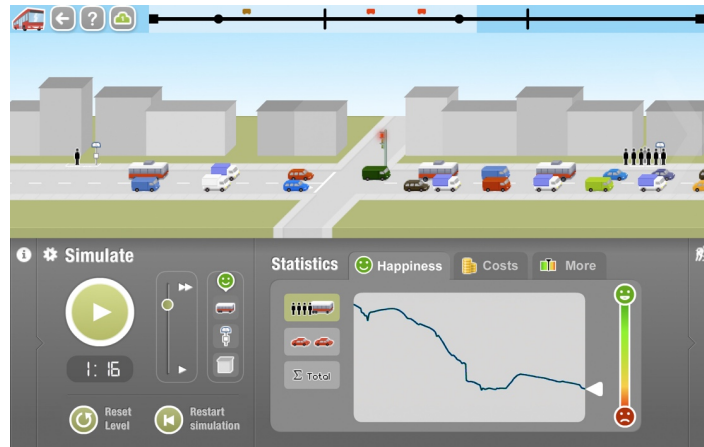 ?
Simulate
1:16
Reset
Level
Restart
simulation
Statistics
Happiness
Costs
More
Σ Total